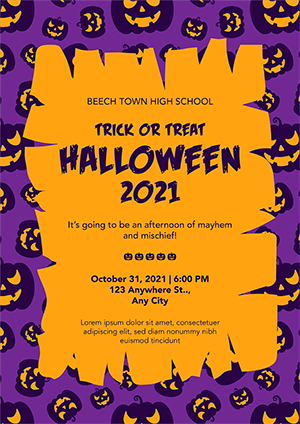 BEECH TOWN HIGH SCHOOL
TRICK OR TREAT
HALLOWEEN
2021
It's going to be an afternoon of mayhem
and mischief!
October 31, 2021 | 6:00 PM
123 Anywhere St..,
Any City
Lorem ipsum dolor sit amet, consectetuer
adipiscing elit, sed diam nonummy nibh
euismod tincidunt